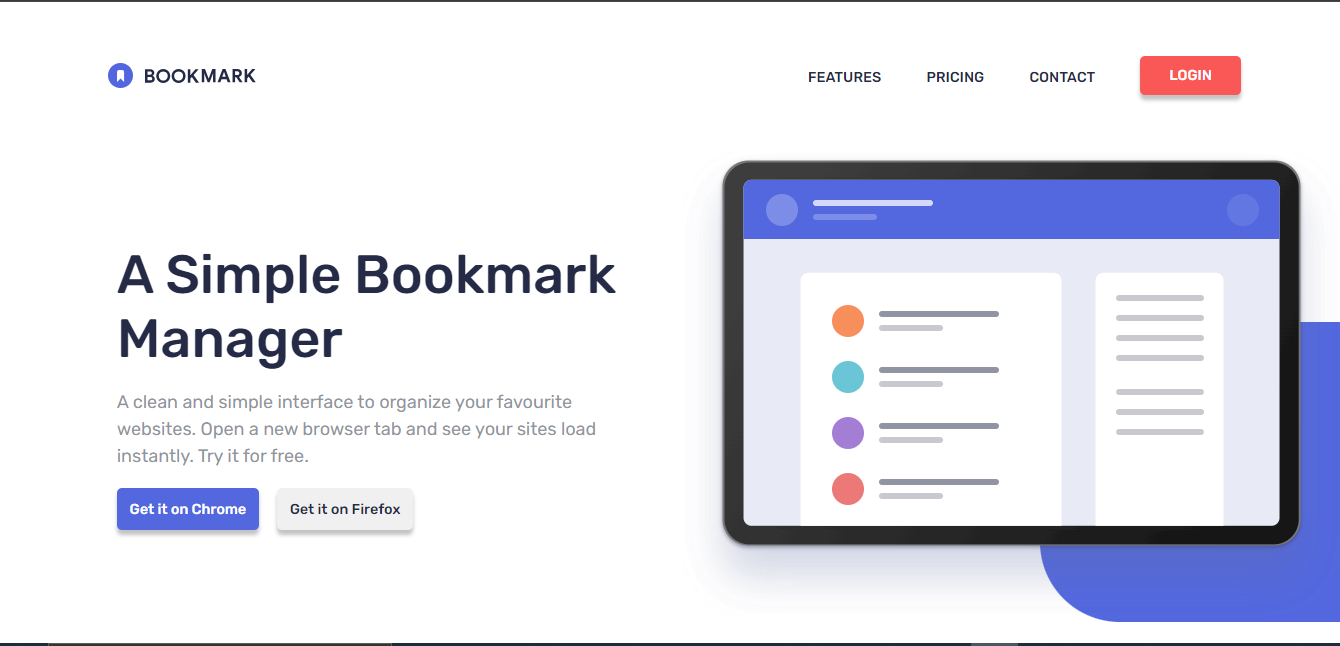 BOOKMARK
FEATURES PRICING CONTACT LOGIN
A Simple Bookmark
Manager
A clean and simple interface to organize your favourite
websites. Open a new browser tab and see your sites load
instantly. Try it for free.
Get it on Chrome Get it on Firefox